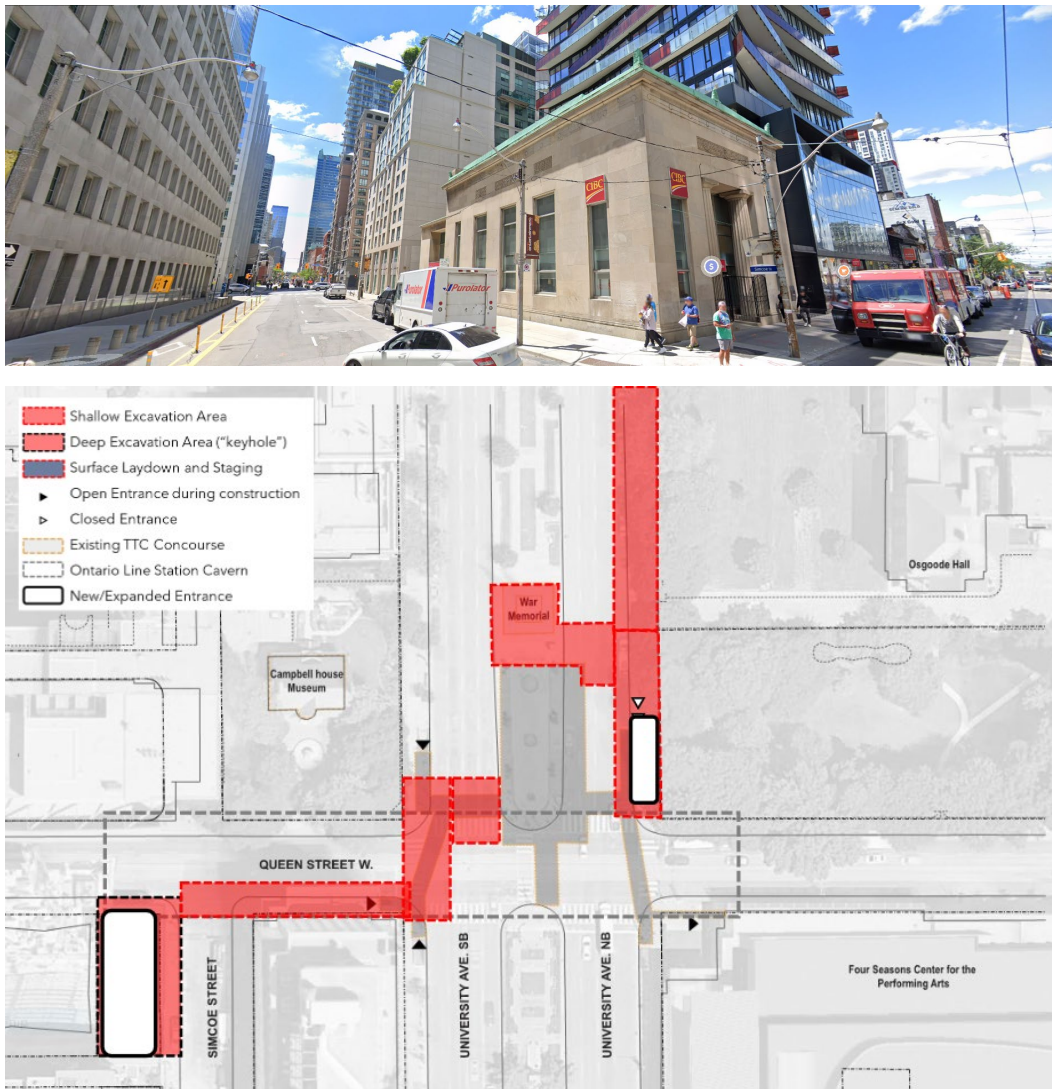 CIBC
CIBC
Purolator
Purolator
SIMCOE ST
Shallow Excavation Area
Deep Excavation Area ("keyhole")
Surface Laydown and Staging
Open Entrance during construction
Closed Entrance
Existing TTC Concourse
Ontario Line Station Cavern
New/Expanded Entrance
Osgoode Hall
War
Memorial
Campbell house
Museum
QUEEN STREET W.
SIMCOE STREET
UNIVERSITY AVE. SB
UNIVERSITY AVE. NB
Four Seasons Center for the
Performing Arts